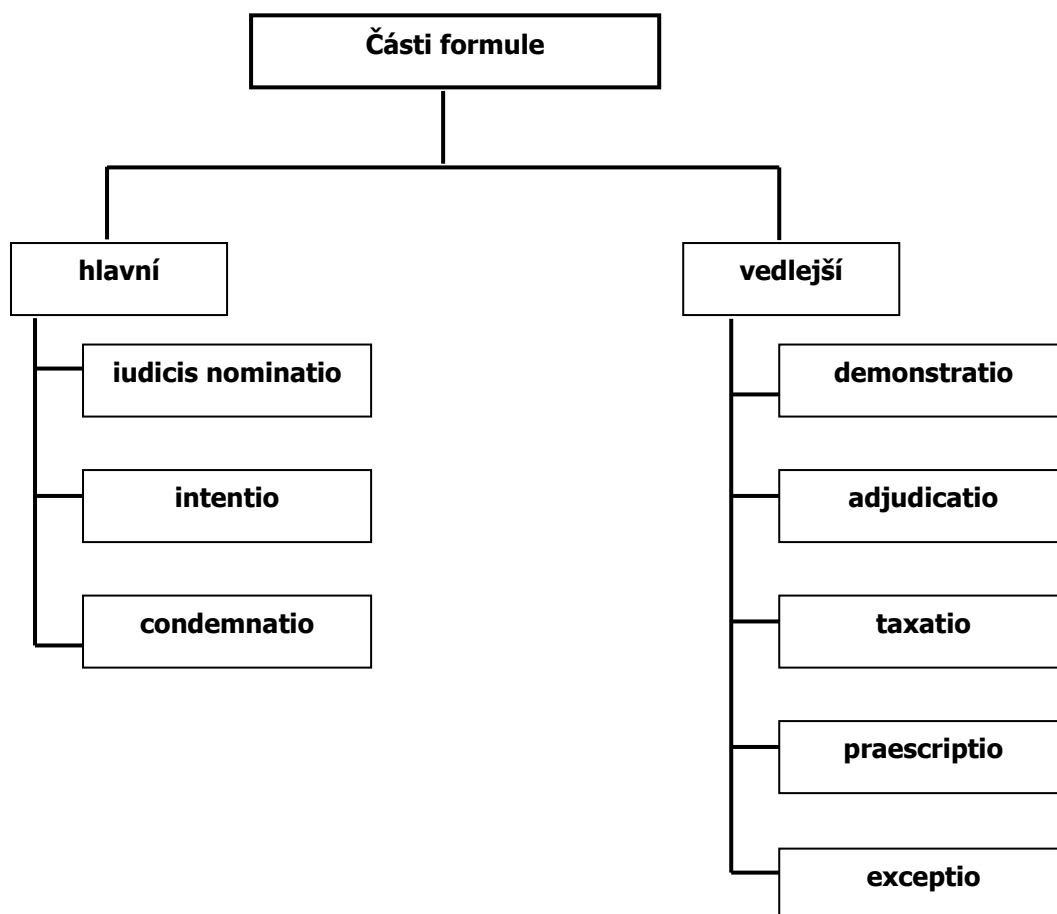 Části formule
hlavní
vedlejší
iudicis nominatio
demonstratio
intentio
adjudicatio
condemnatio
taxatio
praescriptio
exceptio